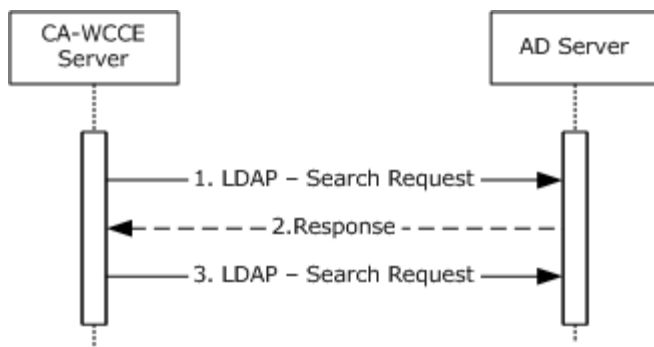 CA-WCCE
Server
AD Server
1. LDAP – Search Request
2.Response
3. LDAP – Search Request